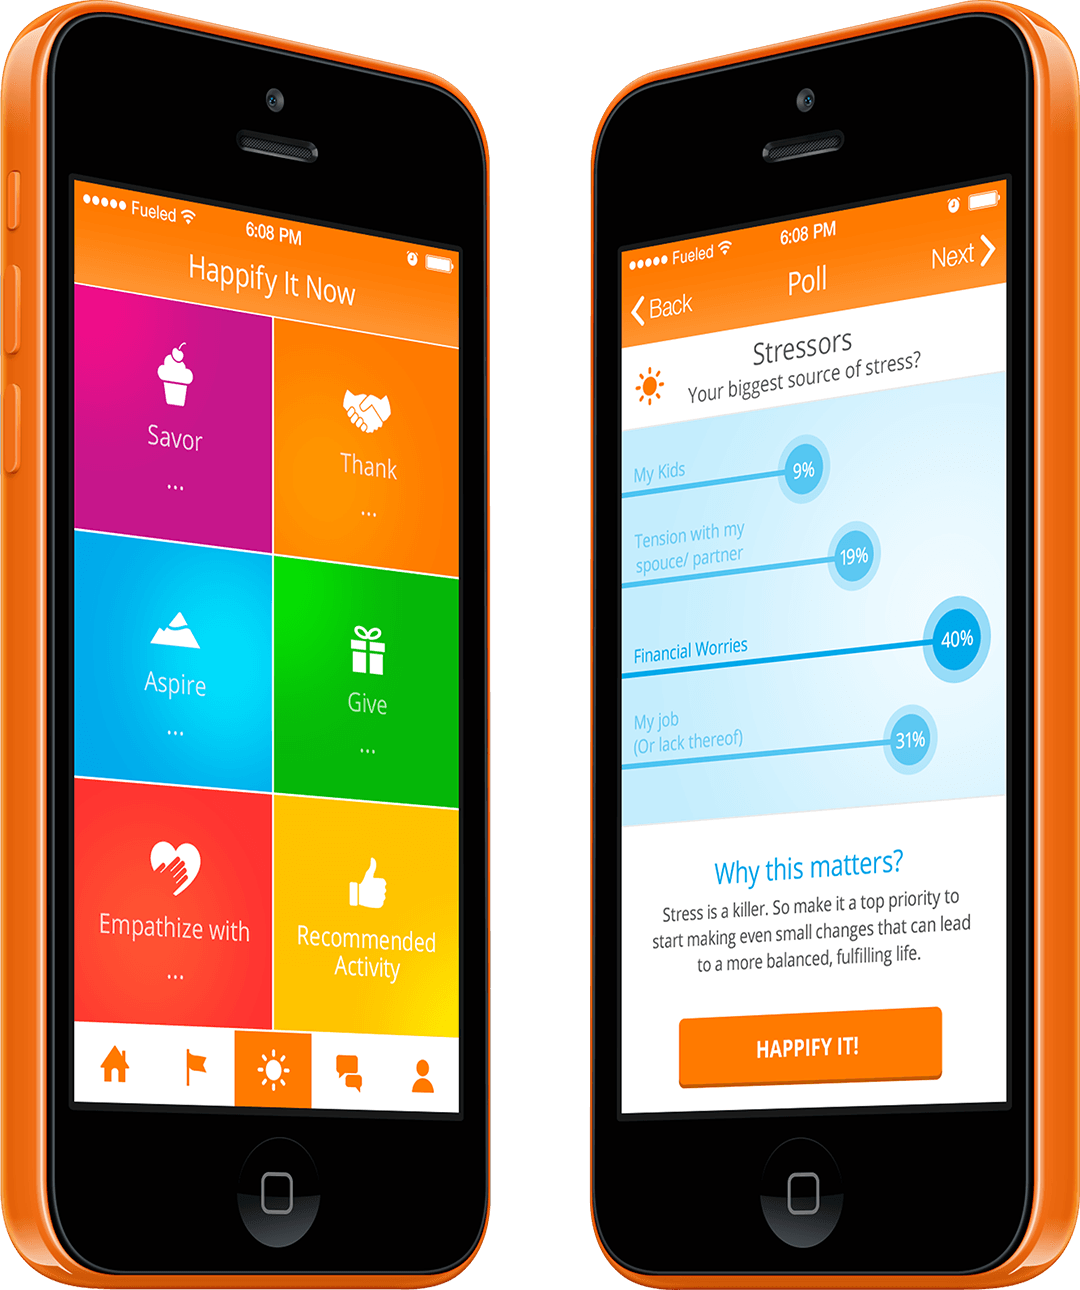 Fueled
6:08 PM
Happify It Now
Savor
...
Thank
...
Aspire
...
Give
...
Empathize with
...
Recommended
Activity
Fueled
6:08 PM
Back
Poll
Next
Stressors
Your biggest source of stress?
My Kids
9%
Tension with my
spouce/ partner
19%
Financial Worries
40%
My job
(Or lack thereof)
31%
Why this matters?
Stress is a killer. So make it a top priority to
start making even small changes that can lead
to a more balanced, fulfilling life.
HAPPIFY IT!